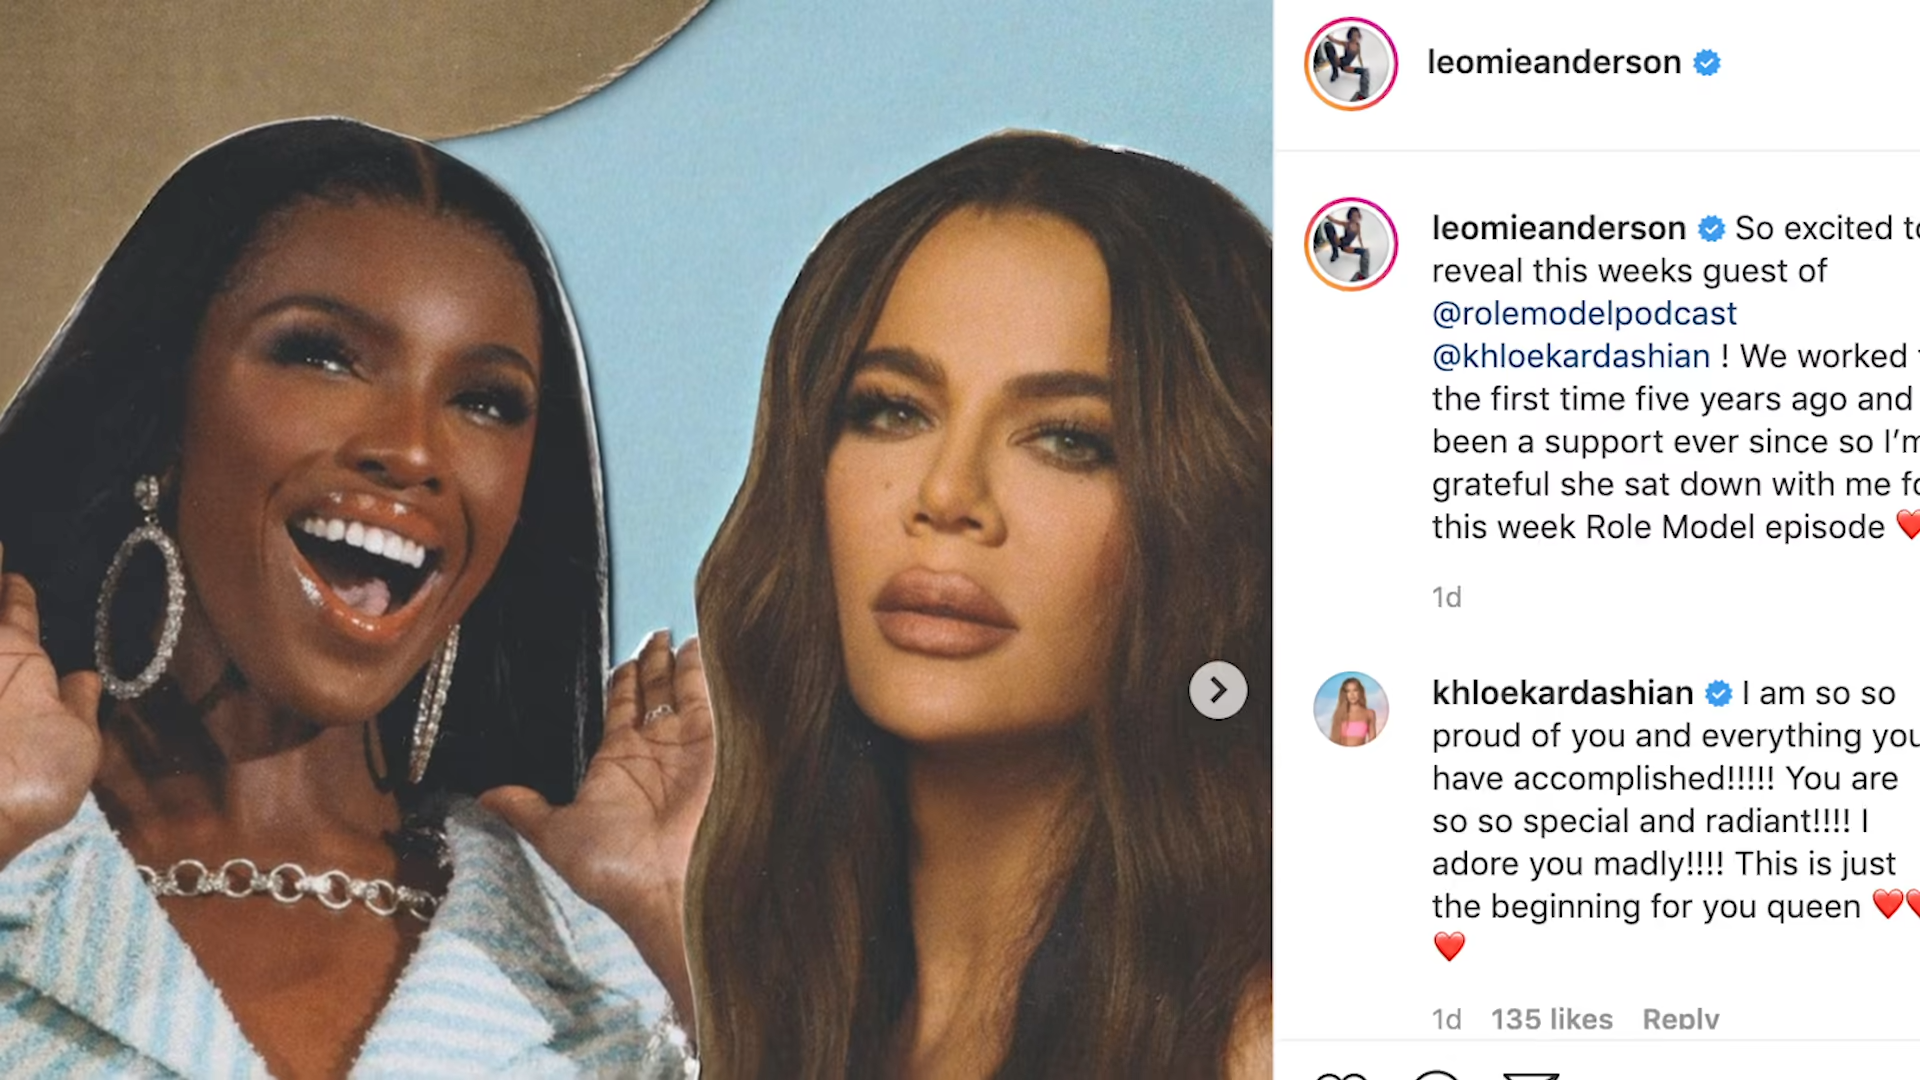 leomieanderson
leomieanderson So excited to
reveal this weeks guest of
@rolemodelpodcast
@khloekardashian ! We worked
the first time five years ago and
been a support ever since so I'm
grateful she sat down with me fo
this week Role Model episode ❤️
1d
khloekardashian I am so so
proud of you and everything you
have accomplished!!!!! You are
so so special and radiant!!!! I
adore you madly!!!! This is just
the beginning for you queen ❤️❤️
❤️
1d 135 likes Reply